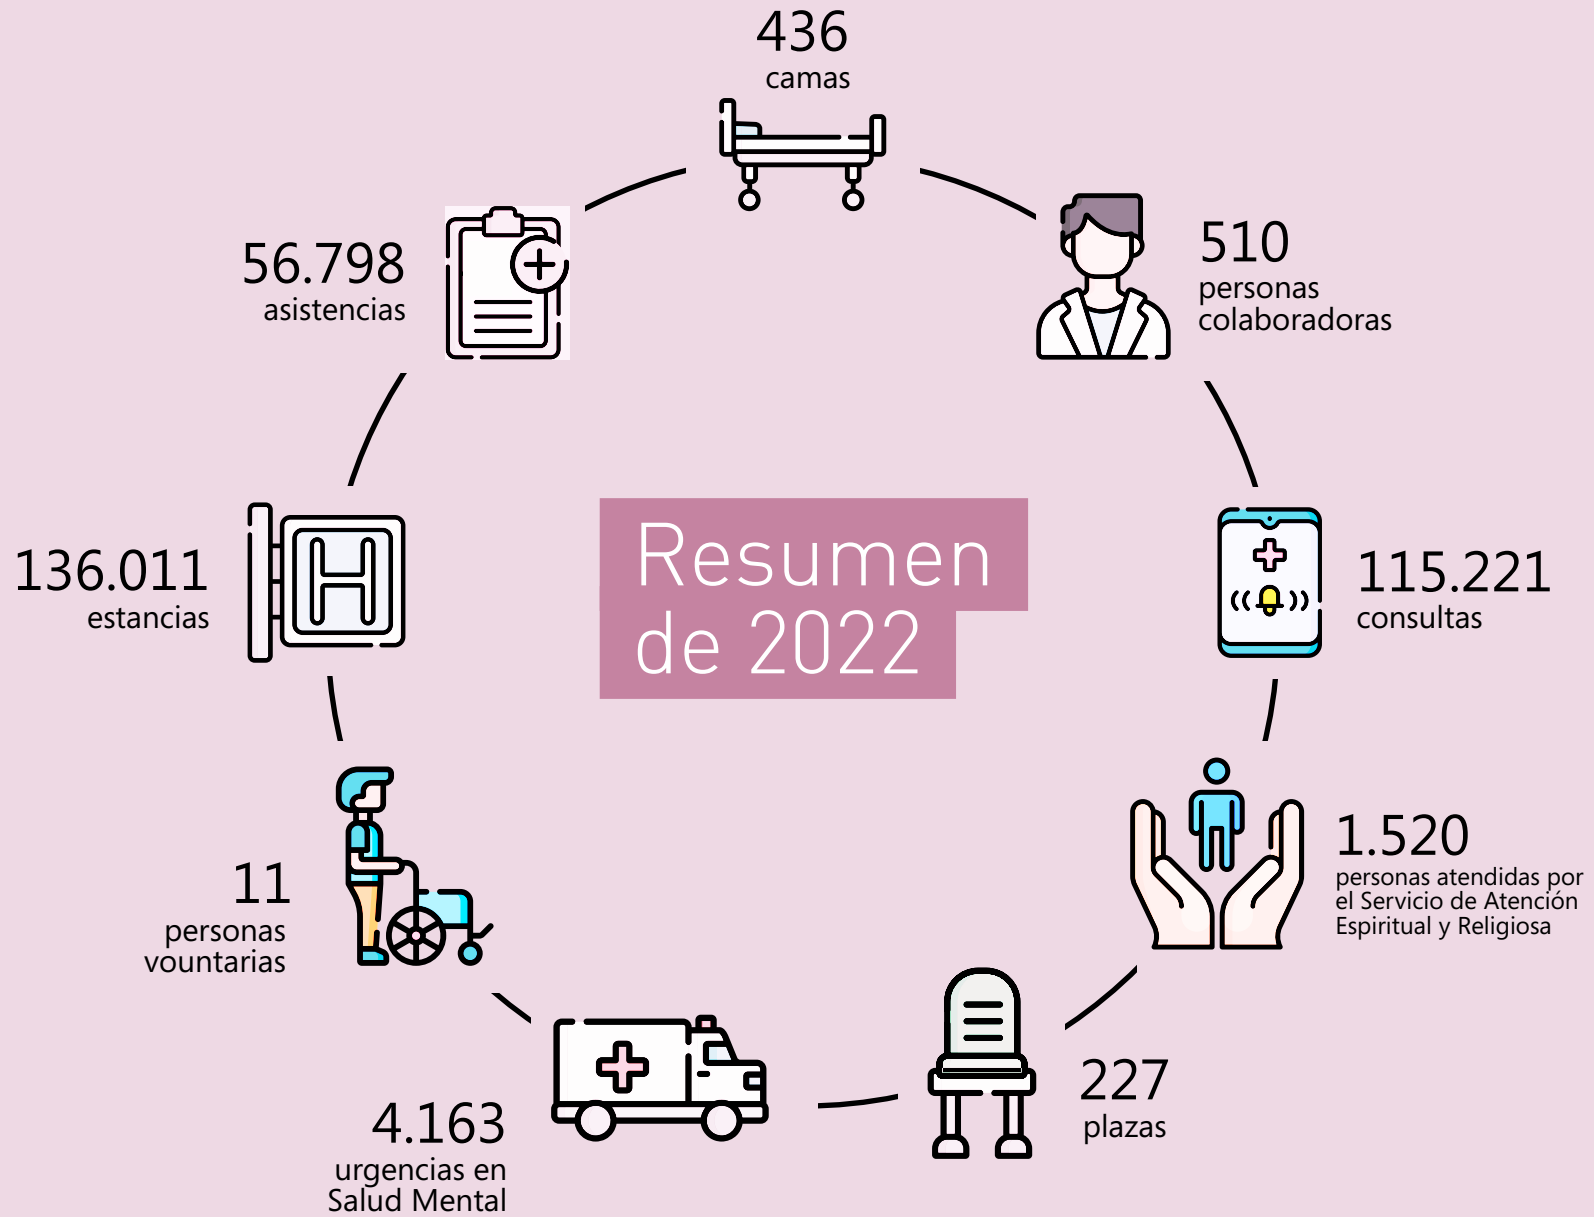 436
camas
510
personas
colaboradoras
115.221
consultas
1.520
personas atendidas por
el Servicio de Atención
Espiritual y Religiosa
227
plazas
4.163
urgencias en
Salud Mental
11
personas
vountarias
136.011
estancias
56.798
asistencias
Resumen
de 2022
H